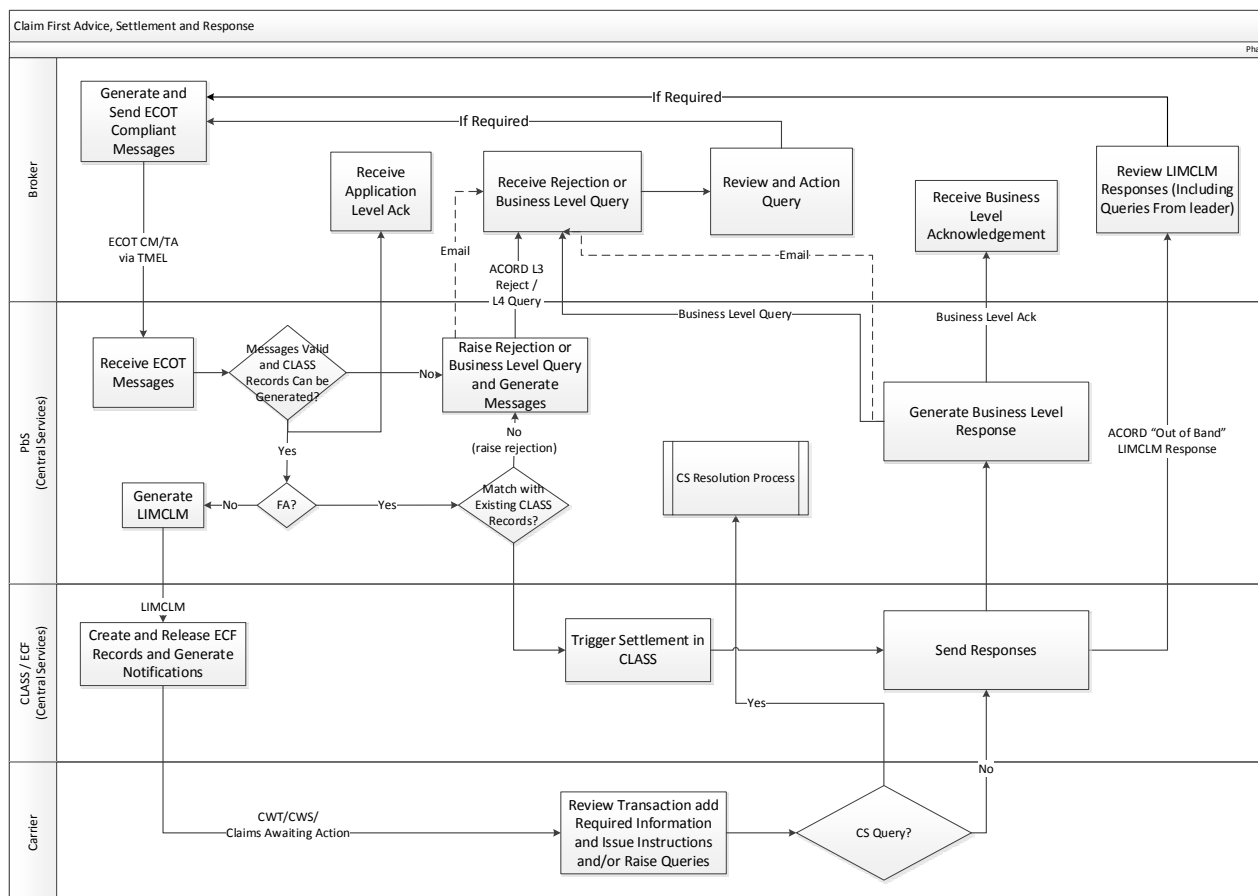 Claim First Advice, Settlement and Response
Pha
Broker
Generate and
Send ECOT
Compliant
Messages
If Required
If Required
Receive
Application
Level Ack
Receive Rejection or
Business Level Query
Review and Action
Query
Receive Business
Level
Acknowledgement
Review LIMCLM
Responses (Including
Queries From leader)
ECOT CM/TA
via TMEL
Email
ACORD L3
Reject /
L4 Query
Email
Business Level Query
Business Level Ack
PbS
(Central Services)
Receive ECOT
Messages
Messages Valid
and CLASS
Records Can be
Generated?
No
Raise Rejection or
Business Level Query
and Generate
Messages
Generate Business Level
Response
ACORD “Out of Band”
LIMCLM Response
Yes
No
(raise rejection)
Generate
LIMCLM
No
FA?
Yes
Match with
Existing CLASS
Records?
CS Resolution Process
CLASS / ECF
(Central Services)
LIMCLM
Create and Release ECF
Records and Generate
Notifications
Trigger Settlement in
CLASS
Send Responses
Yes
No
Carrier
CWT/CWS/
Claims Awaiting Action
Review Transaction add
Required Information
and Issue Instructions
and/or Raise Queries
CS Query?